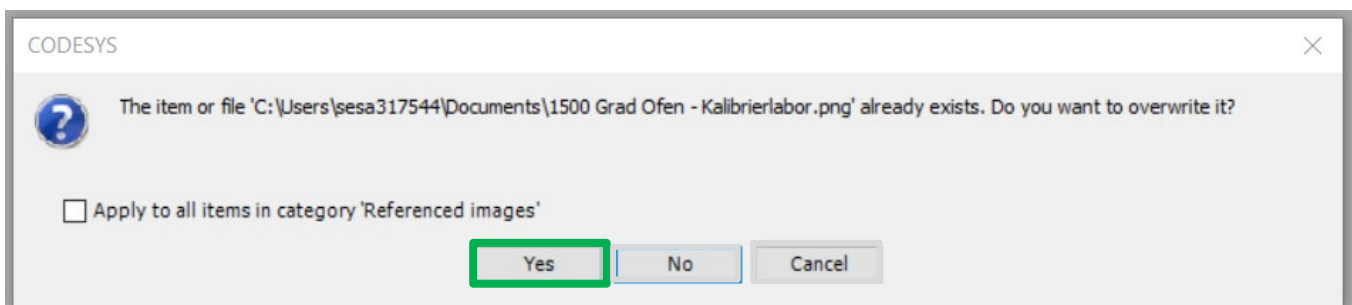 CODESYS
The item or file 'C:\Users\sesa317544\Documents\1500 Grad Ofen - Kalibrierlabor.png' already exists. Do you want to overwrite it?
Apply to all items in category 'Referenced images'
Yes No Cancel